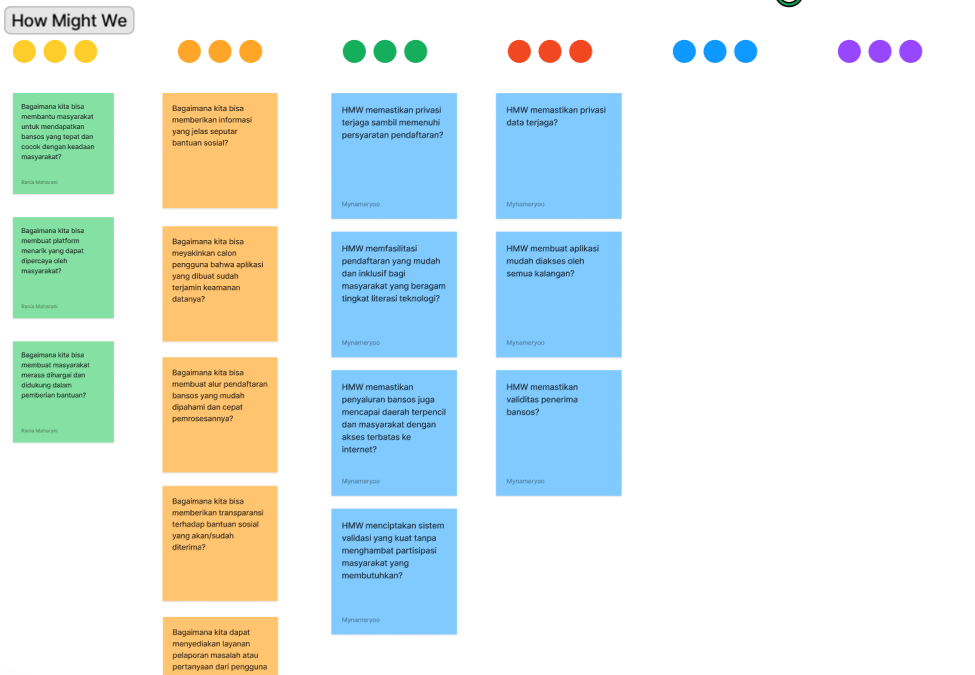 How Might We
Bagaimana kita bisa
membantu masyarakat
untuk mendapatkan
bansos yang tepat dan
cocok dengan keadaan
masyarakat?
Rania Maharani
Bagaimana kita bisa
membuat platform
menarik yang dapat
dipercaya oleh
masyarakat?
Rania Maharani
Bagaimana kita bisa
membuat masyarakat
merasa dihargai dan
didukung dalam
pemberian bantuan?
Rania Maharani
Bagaimana kita bisa
memberikan informasi
yang jelas seputar
bantuan sosial?
Bagaimana kita bisa
meyakinkan calon
pengguna bahwa aplikasi
yang dibuat sudah
terjamin keamanan
datanya?
Bagaimana kita bisa
membuat alur pendaftaran
bansos yang mudah
dipahami dan cepat
pemrosesannya?
Bagaimana kita bisa
memberikan transparansi
terhadap bantuan sosial
yang akan/sudah
diterima?
Bagaimana kita dapat
menyediakan layanan
pelaporan masalah atau
pertanyaan dari pengguna
HMW memastikan privasi
terjaga sambil memenuhi
persyaratan pendaftaran?
Mynameryoo
HMW memfasilitasi
pendaftaran yang mudah
dan inklusif bagi
masyarakat yang beragam
tingkat literasi teknologi?
Mynameryoo
HMW memastikan
penyaluran bansos juga
mencapai daerah terpencil
dan masyarakat dengan
akses terbatas ke
internet?
Mynameryoo
HMW menciptakan sistem
validasi yang kuat tanpa
menghambat partisipasi
masyarakat yang
membutuhkan?
Mynameryoo
HMW memastikan privasi
data terjaga?
Mynameryoo
HMW membuat aplikasi
mudah diakses oleh
semua kalangan?
Mynameryoo
HMW memastikan
validitas penerima
bansos?
Mynameryoo